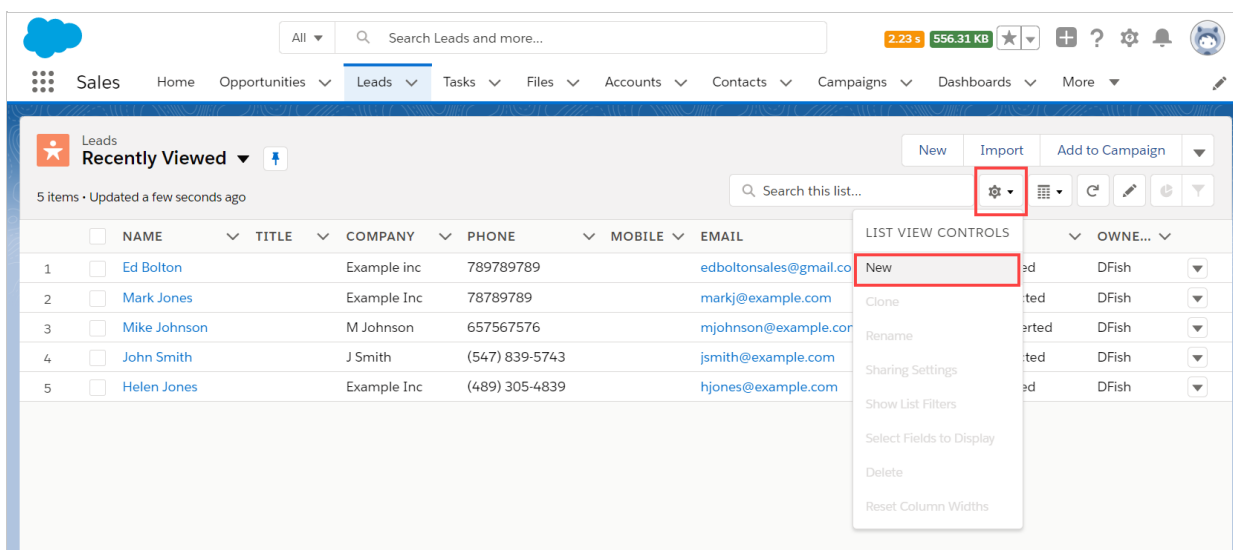 All Search Leads and more... 2.23 s 556.31 KB
Sales Home Opportunities Leads Tasks Files Accounts Contacts Campaigns Dashboards More
Leads
Recently Viewed
New Import Add to Campaign
5 items • Updated a few seconds ago
Search this list...
NAME TITLE COMPANY PHONE MOBILE EMAIL OWNE...
1 Ed Bolton Example inc 789789789 edboltonsales@gmail.co ed DFish
2 Mark Jones Example Inc 78789789 markj@example.com cted DFish
3 Mike Johnson M Johnson 657567576 mjohnson@example.com erted DFish
4 John Smith J Smith (547) 839-5743 jsmith@example.com cted DFish
5 Helen Jones Example Inc (489) 305-4839 hjones@example.com ed DFish
LIST VIEW CONTROLS
New
Clone
Rename
Sharing Settings
Show List Filters
Select Fields to Display
Delete
Reset Column Widths